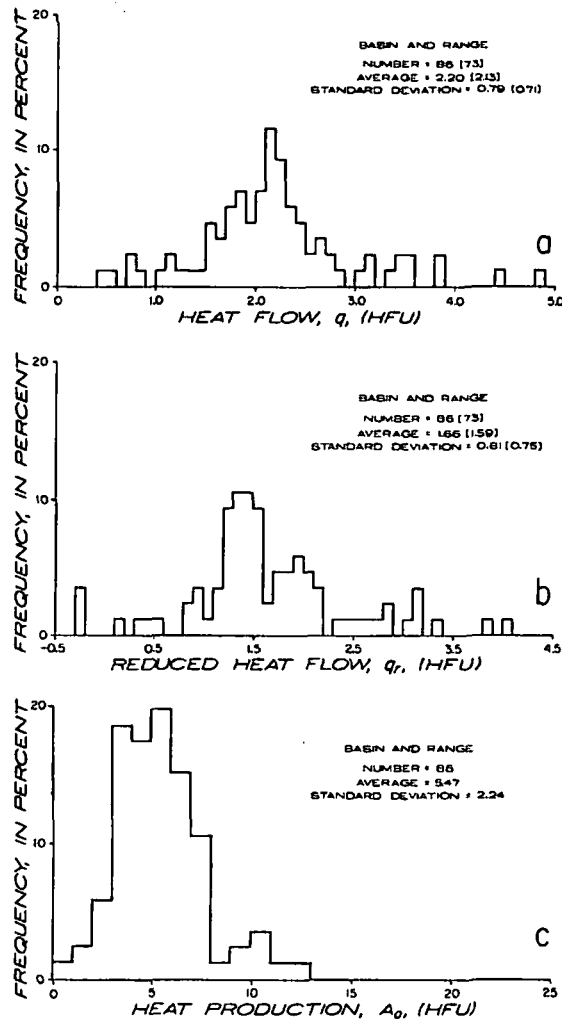 FREQUENCY, IN PERCENT
20
10
0
BASIN AND RANGE
NUMBER = 86 [73]
AVERAGE = 2.20 [2.13]
STANDARD DEVIATION = 0.79 [0.71]
a
0 1.0 2.0 3.0 4.0 5.0
HEAT FLOW, q, (HFU)
FREQUENCY, IN PERCENT
20
10
0
BASIN AND RANGE
NUMBER = 86 [73]
AVERAGE = 1.66 [1.59]
STANDARD DEVIATION = 0.81 [0.75]
b
-0.5 0.5 1.5 2.5 3.5 4.5
REDUCED HEAT FLOW, qr, (HFU)
FREQUENCY, IN PERCENT
20
10
0
BASIN AND RANGE
NUMBER = 86
AVERAGE = 5.47
STANDARD DEVIATION = 2.24
c
0 5 10 15 20 25
HEAT PRODUCTION, Ao, (HFU)